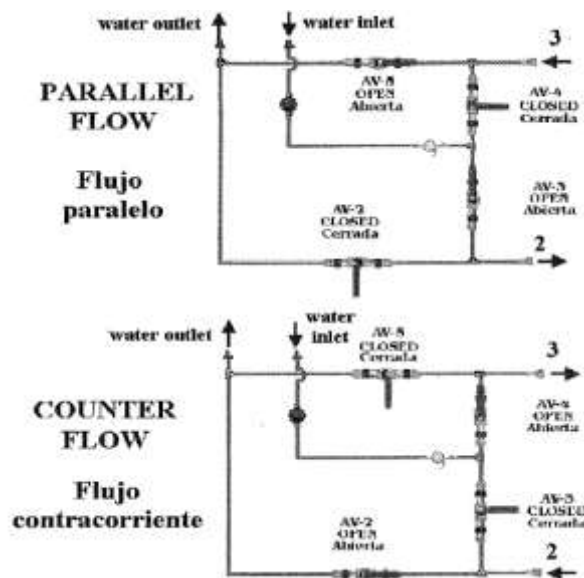 water outlet
water inlet
3
AV-5
OPEN
Abierta
AV-4
CLOSED
Cerrada
PARALLEL
FLOW
Flujo
paralelo
AV-3
OPEN
Abierta
AV-2
CLOSED
Cerrada
2
water outlet
water
inlet
AV-5
CLOSED
Cerrada
3
AV-4
OPEN
Abierta
COUNTER
FLOW
Flujo
contracorriente
AV-3
CLOSED
Cerrada
AV-2
OPEN
Abierta
2